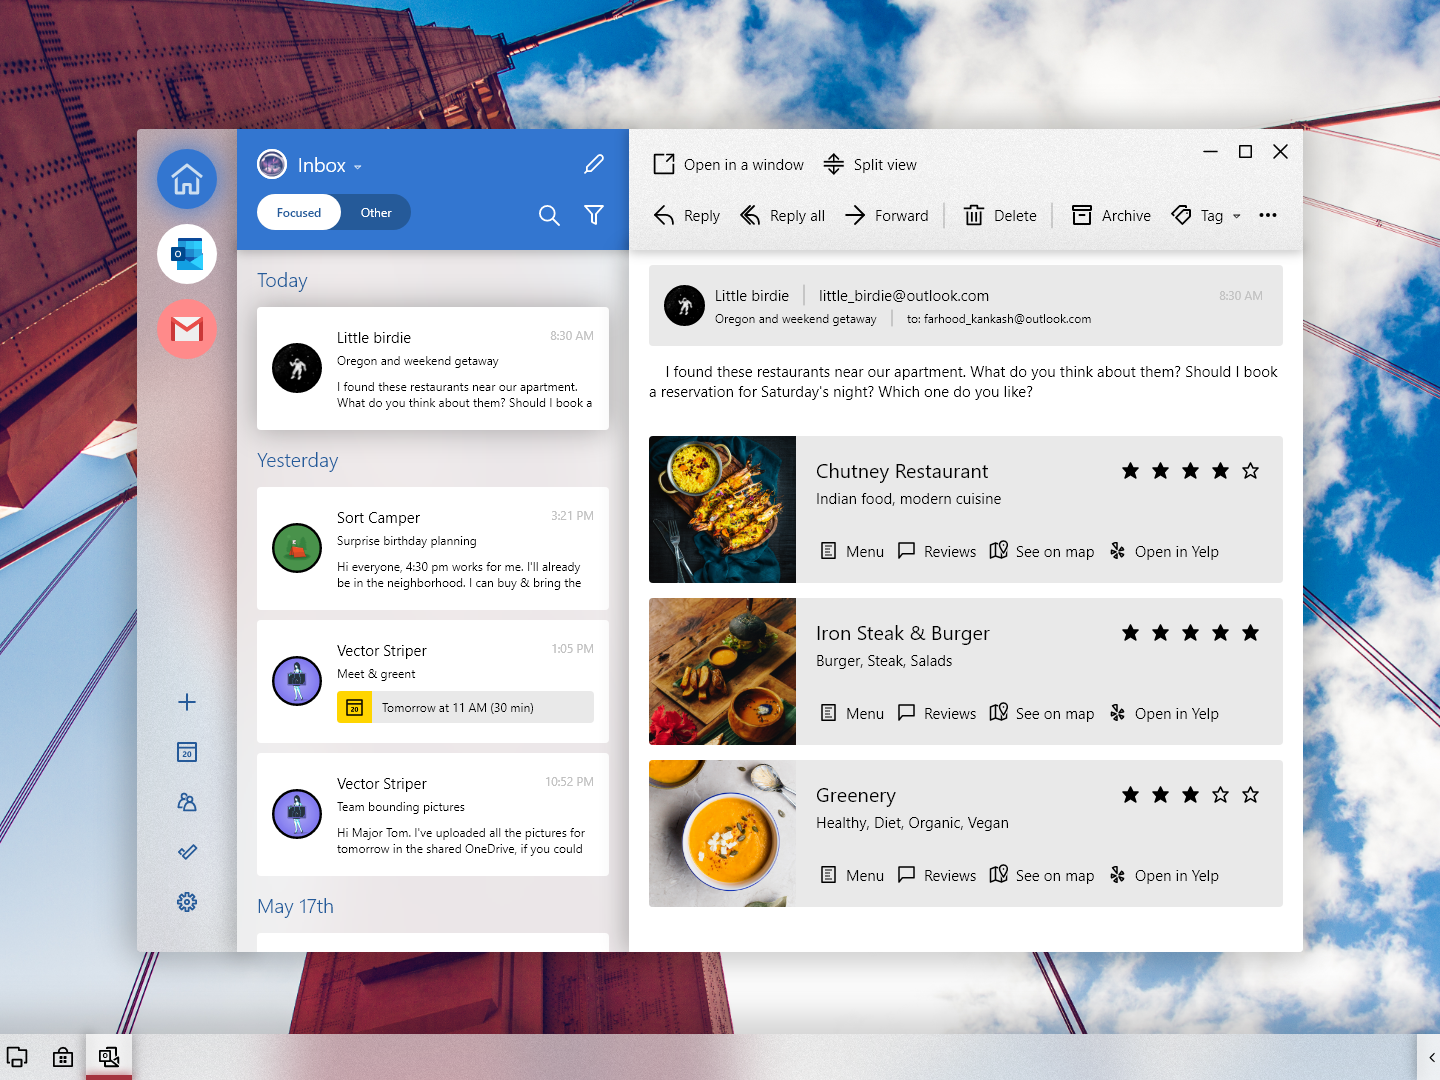 Inbox
Focused
Other
Open in a window
Split view
Reply
Reply all
Forward
Delete
Archive
Tag
Today
Little birdie
8:30 AM
Oregon and weekend getaway
I found these restaurants near our apartment.
What do you think about them? Should I book a
Yesterday
Sort Camper
3:21 PM
Surprise birthday planning
Hi everyone, 4:30 pm works for me. I'll already
be in the neighborhood. I can buy & bring the
Vector Striper
1:05 PM
Meet & greent
20
Tomorrow at 11 AM (30 min)
Vector Striper
10:52 PM
Team bounding pictures
Hi Major Tom. I've uploaded all the pictures for
tomorrow in the shared OneDrive, if you could
May 17th
20
Little birdie
little_birdie@outlook.com
8:30 AM
Oregon and weekend getaway
to: farhood_kankash@outlook.com
I found these restaurants near our apartment. What do you think about them? Should I book
a reservation for Saturday's night? Which one do you like?
Chutney Restaurant
Indian food, modern cuisine
Menu
Reviews
See on map
Open in Yelp
Iron Steak & Burger
Burger, Steak, Salads
Menu
Reviews
See on map
Open in Yelp
Greenery
Healthy, Diet, Organic, Vegan
Menu
Reviews
See on map
Open in Yelp